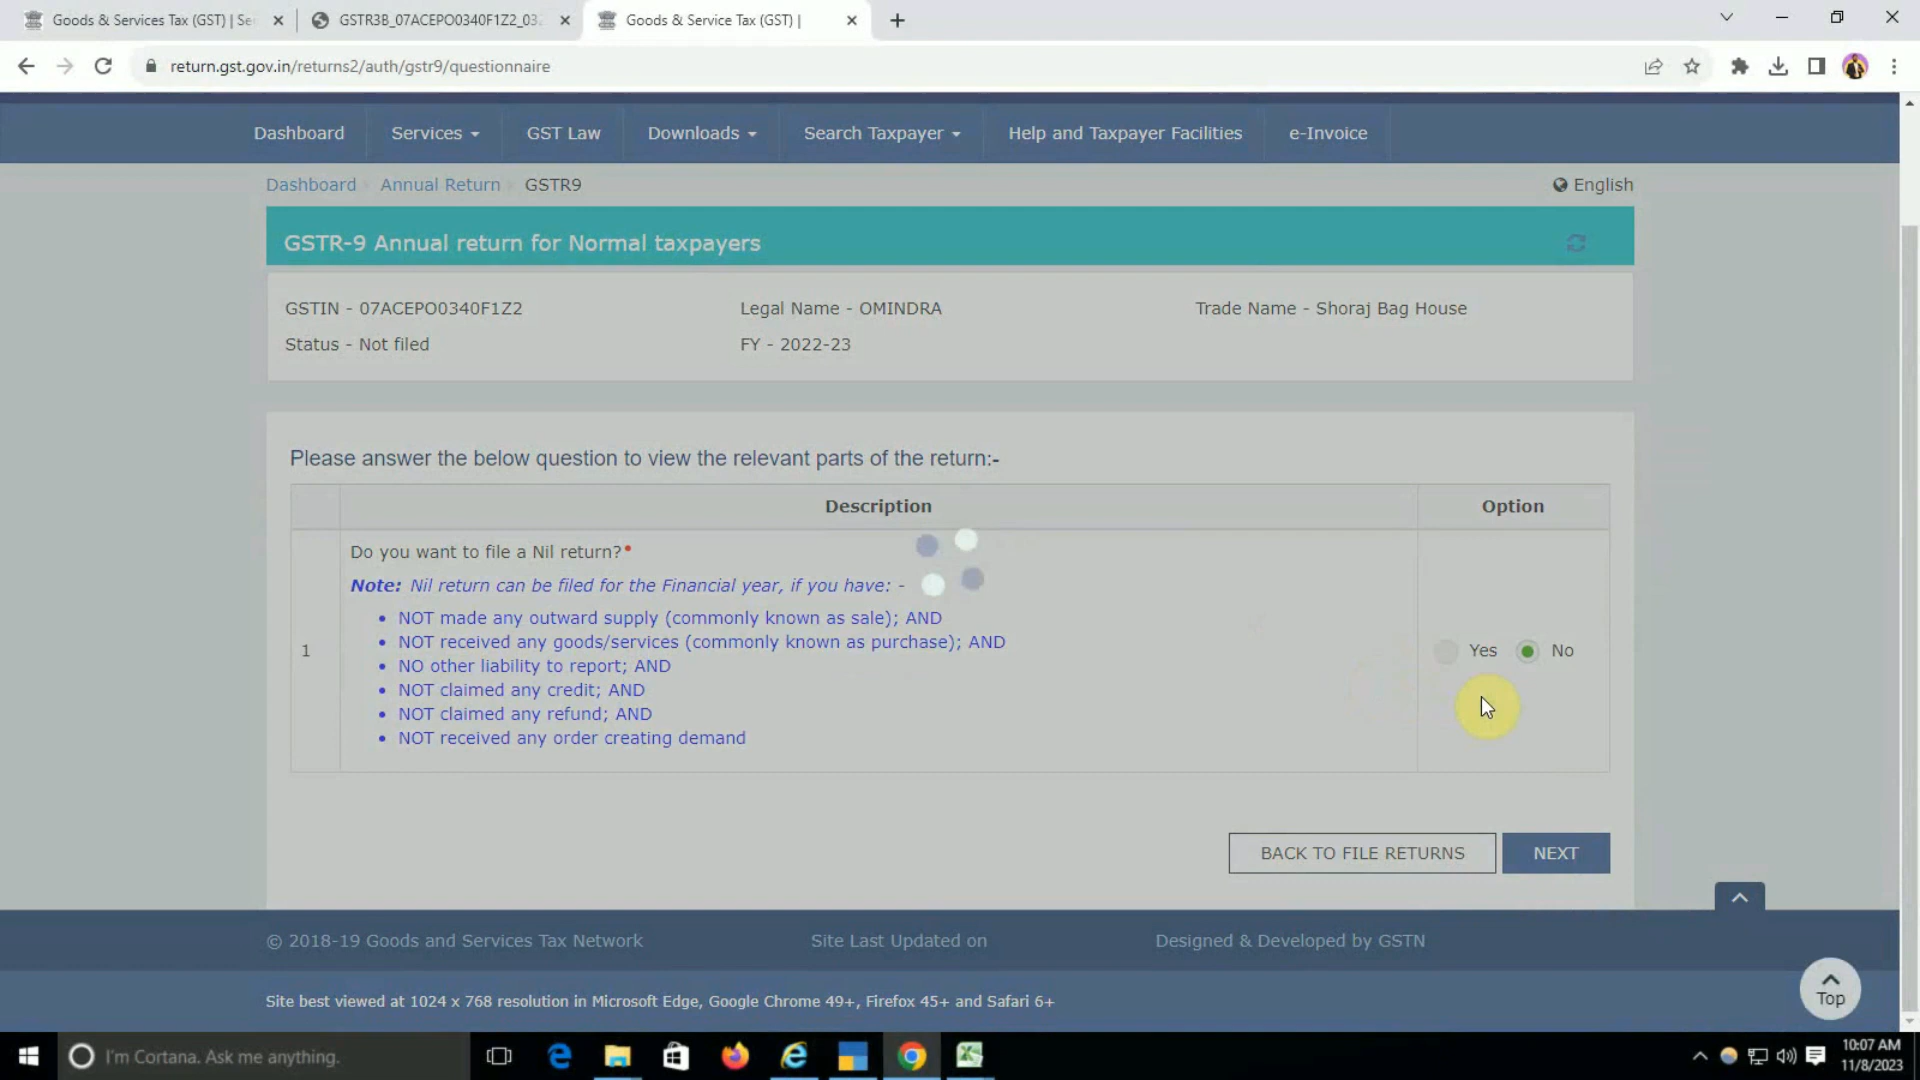 Goods & Services Tax (GST) | Se
GSTR3B_07ACEPO0340F1Z2_03
Goods & Service Tax (GST) |
return.gst.gov.in/returns2/auth/gstr9/questionnaire
Dashboard Services GST Law Downloads Search Taxpayer Help and Taxpayer Facilities e-Invoice
Dashboard Annual Return GSTR9 English
GSTR-9 Annual return for Normal taxpayers
GSTIN - 07ACEPO0340F1Z2 Legal Name - OMINDRA Trade Name - Shoraj Bag House
Status - Not filed FY - 2022-23
Please answer the below question to view the relevant parts of the return:-
Description Option
Do you want to file a Nil return?•
Note: Nil return can be filed for the Financial year, if you have: -
• NOT made any outward supply (commonly known as sale); AND
• NOT received any goods/services (commonly known as purchase); AND
• NO other liability to report; AND
• NOT claimed any credit; AND
• NOT claimed any refund; AND
• NOT received any order creating demand
1
Yes No
BACK TO FILE RETURNS NEXT
© 2018-19 Goods and Services Tax Network Site Last Updated on Designed & Developed by GSTN
Top
Site best viewed at 1024 x 768 resolution in Microsoft Edge, Google Chrome 49+, Firefox 45+ and Safari 6+
I'm Cortana. Ask me anything.
10:07 AM
11/8/2023